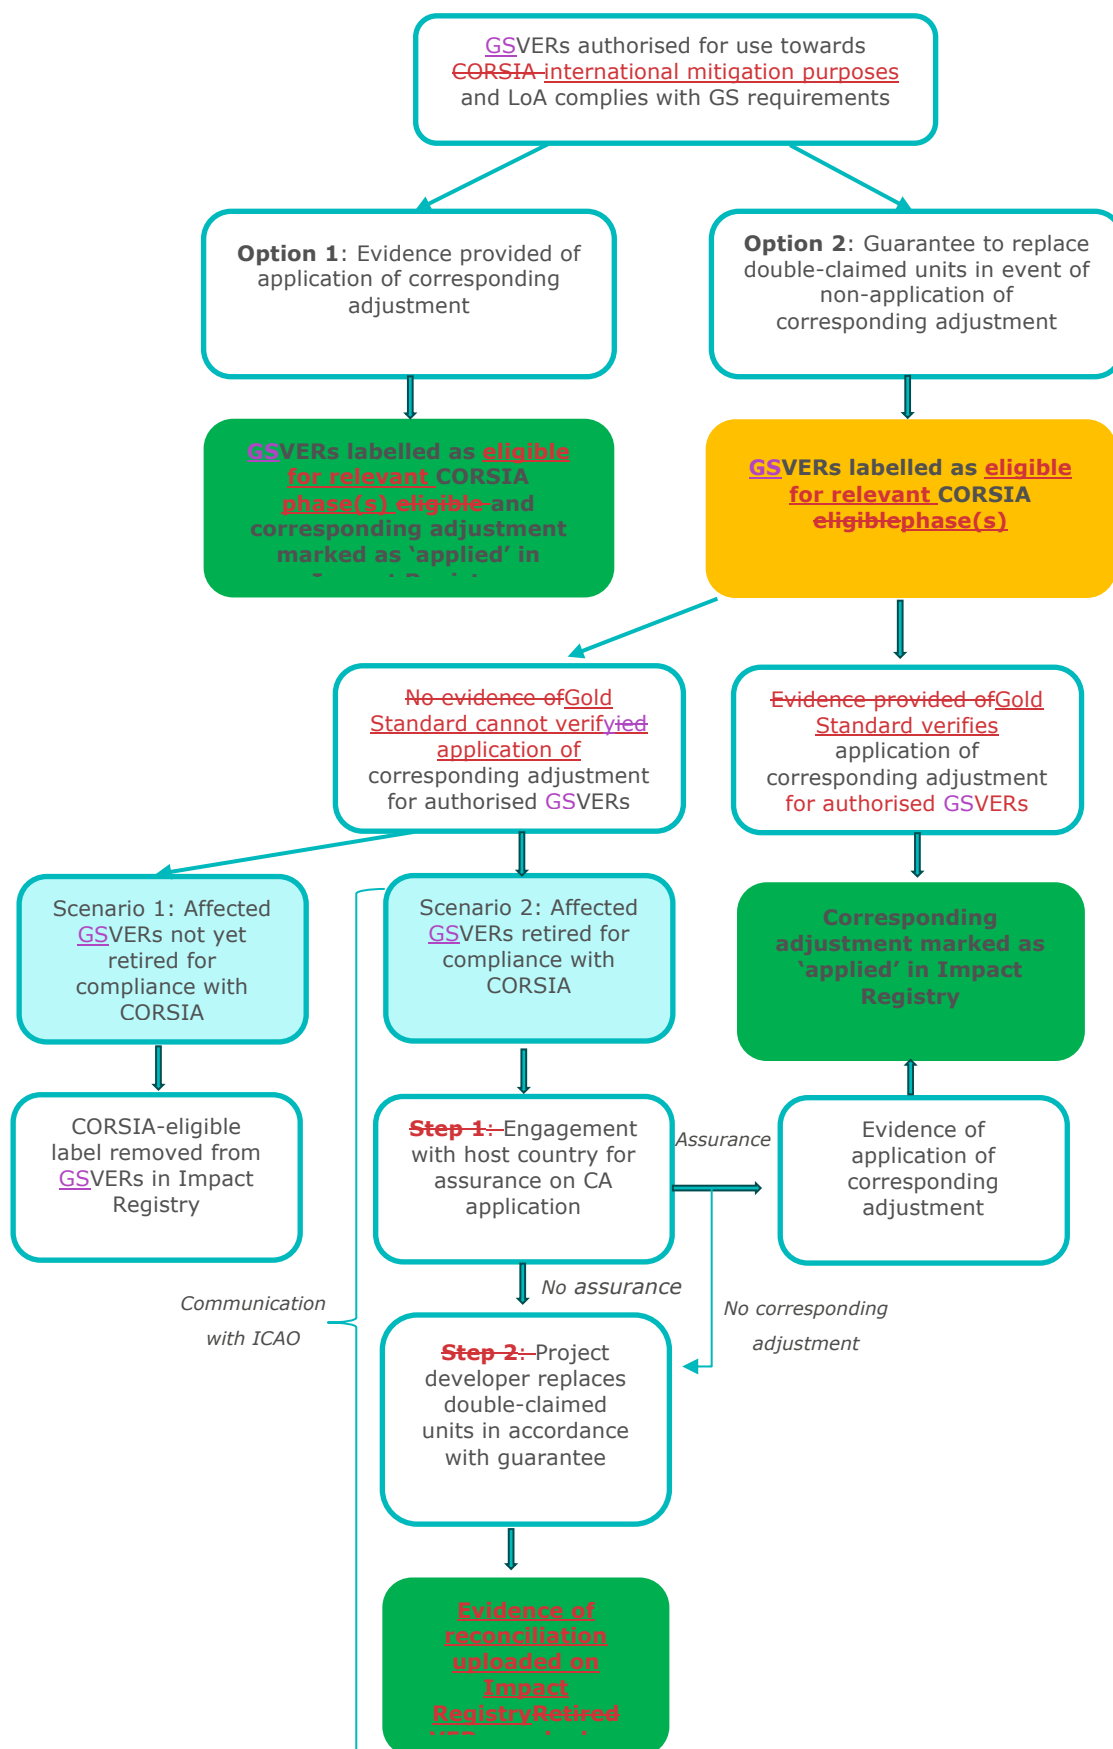 GSVERs authorised for use towards
CORSIA international mitigation purposes
and LoA complies with GS requirements
Option 1: Evidence provided of
application of corresponding
adjustment
Option 2: Guarantee to replace
double-claimed units in event of
non-application of
corresponding adjustment
GSVERs labelled as eligible
for relevant CORSIA
phase(s) eligible and
corresponding adjustment
marked as ‘applied’ in
GSVERs labelled as eligible
for relevant CORSIA
eligiblephase(s)
No evidence ofGold
Standard cannot verifyied
application of
corresponding adjustment
for authorised GSVERs
Evidence provided ofGold
Standard verifies
application of
corresponding adjustment
for authorised GSVERs
Scenario 1: Affected
GSVERs not yet
retired for
compliance with
CORSIA
Scenario 2: Affected
GSVERs retired for
compliance with
CORSIA
Corresponding
adjustment marked as
‘applied’ in Impact
Registry
CORSIA-eligible
label removed from
GSVERs in Impact
Registry
Step 1: Engagement
with host country for
assurance on CA
application
Assurance
Evidence of
application of
corresponding
adjustment
No assurance
Communication
with ICAO
No corresponding
adjustment
Step 2: Project
developer replaces
double-claimed
units in accordance
with guarantee
Evidence of
reconciliation
uploaded on
Impact
RegistryRetired